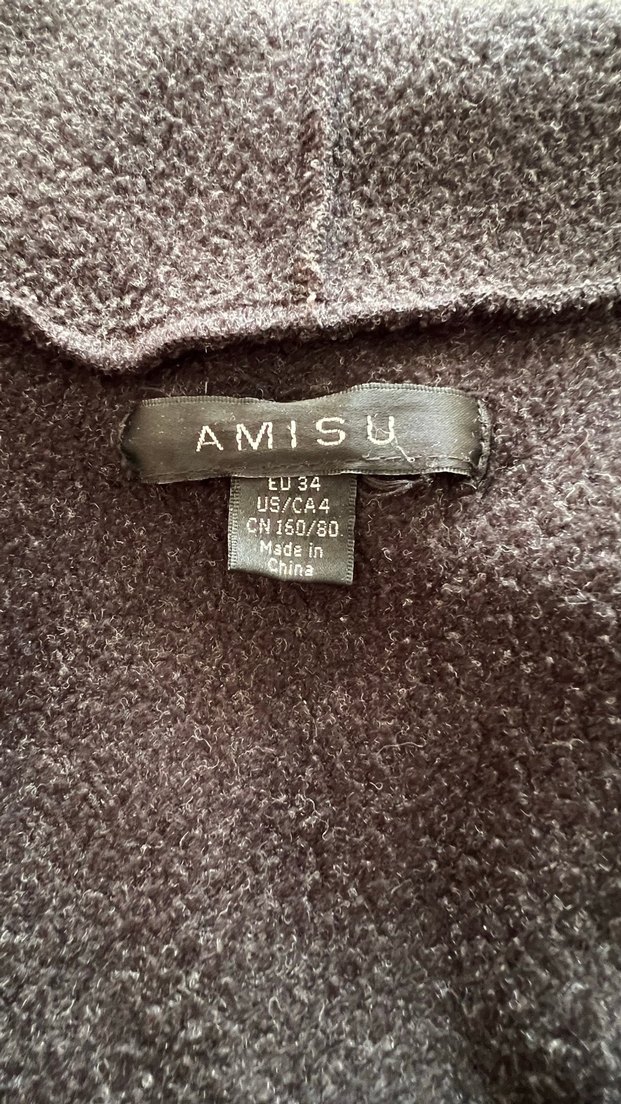 AMISU
EU 34
US/CA 4
CN 160/80
Made in
China